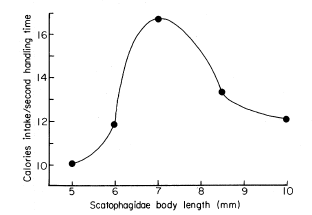 Calories intake/second handling time
16
14
12
10
5 6 7 8 9 10
Scatophagidae body length (mm)